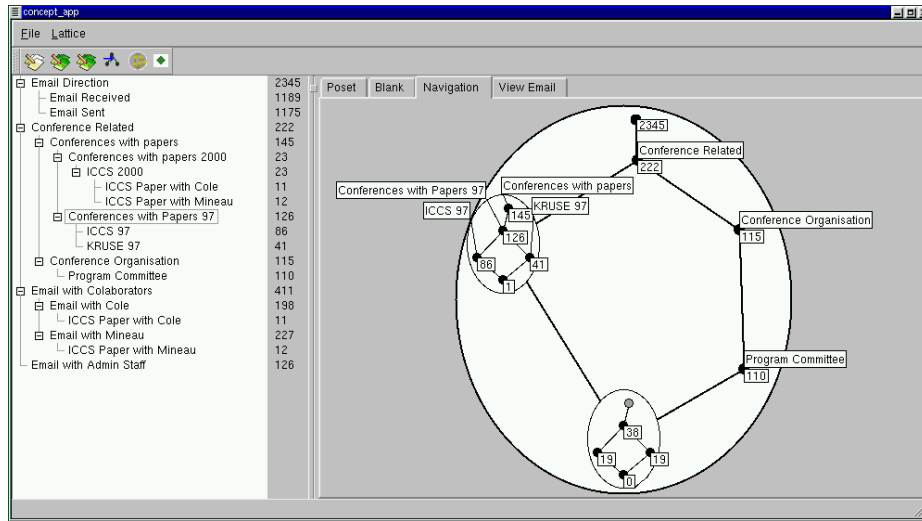 concept_app
File Lattice
Email Direction 2345
Email Received 1189
Email Sent 1175
Conference Related 222
Conferences with papers 145
Conferences with papers 2000 23
ICCS 2000 23
ICCS Paper with Cole 11
ICCS Paper with Mineau 12
Conferences with Papers 97 126
ICCS 97 86
KRUSE 97 41
Conference Organisation 115
Program Committee 110
Email with Colaborators 411
Email with Cole 198
ICCS Paper with Cole 11
Email with Mineau 227
ICCS Paper with Mineau 12
Email with Admin Staff 126
Poset Blank Navigation View Email
2345
Conference Related
222
Conferences with Papers 97 Conferences with papers
ICCS 97 KRUSE 97
145
Conference Organisation
126 115
86 41
1
Program Committee
110
38
19 19
0